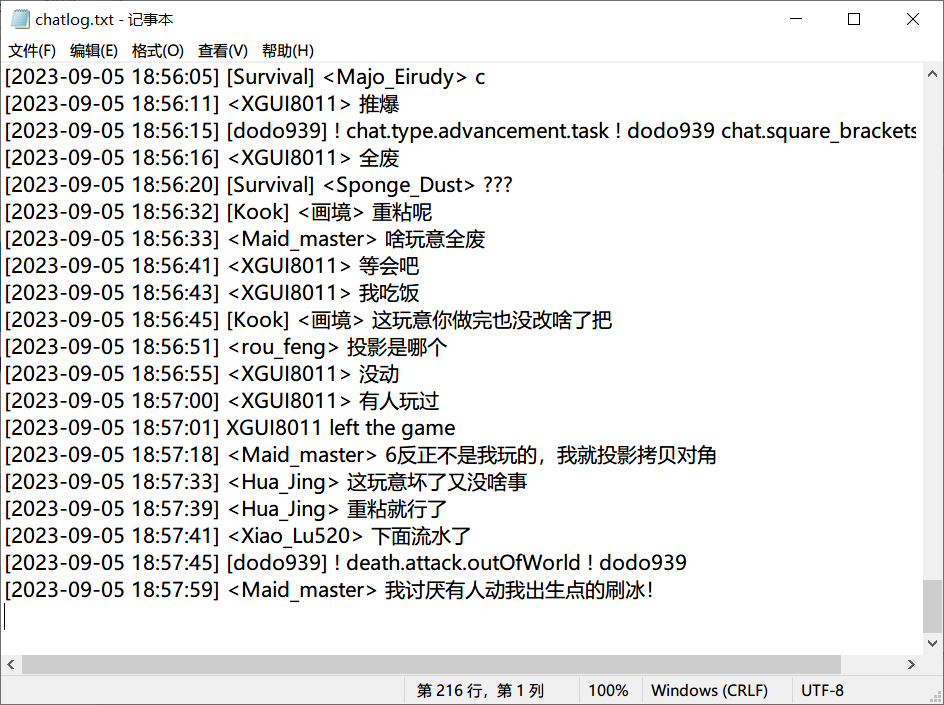 chatlog.txt - 记事本
文件(F) 编辑(E) 格式(O) 查看(V) 帮助(H)
[2023-09-05 18:56:05] [Survival] <Majo_Eirudy> c
[2023-09-05 18:56:11] <XGUI8011> 推爆
[2023-09-05 18:56:15] [dodo939] ! chat.type.advancement.task ! dodo939 chat.square_brackets
[2023-09-05 18:56:16] <XGUI8011> 全废
[2023-09-05 18:56:20] [Survival] <Sponge_Dust> ???
[2023-09-05 18:56:32] [Kook] <画境> 重粘呢
[2023-09-05 18:56:33] <Maid_master> 啥玩意全废
[2023-09-05 18:56:41] <XGUI8011> 等会吧
[2023-09-05 18:56:43] <XGUI8011> 我吃饭
[2023-09-05 18:56:45] [Kook] <画境> 这玩意你做完也没改啥了把
[2023-09-05 18:56:51] <rou_feng> 投影是哪个
[2023-09-05 18:56:55] <XGUI8011> 没动
[2023-09-05 18:57:00] <XGUI8011> 有人玩过
[2023-09-05 18:57:01] XGUI8011 left the game
[2023-09-05 18:57:18] <Maid_master> 6反正不是我玩的，我就投影拷贝对角
[2023-09-05 18:57:33] <Hua_Jing> 这玩意坏了又没啥事
[2023-09-05 18:57:39] <Hua_Jing> 重粘就行了
[2023-09-05 18:57:41] <Xiao_Lu520> 下面流水了
[2023-09-05 18:57:45] [dodo939] ! death.attack.outOfWorld ! dodo939
[2023-09-05 18:57:59] <Maid_master> 我讨厌有人动我出生点的刷冰！
第 216 行，第 1 列 100% Windows (CRLF) UTF-8